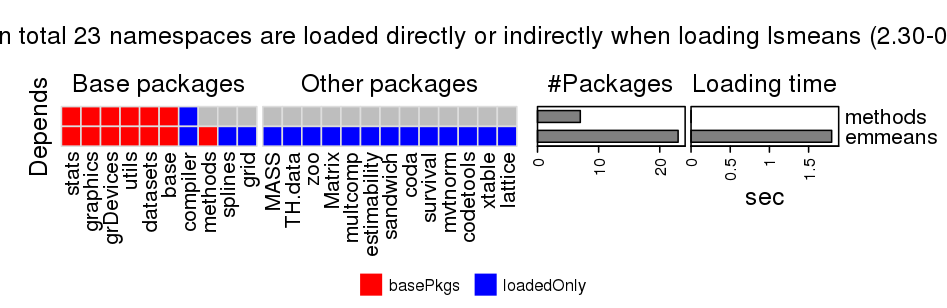 n total 23 namespaces are loaded directly or indirectly when loading lsmeans (2.30-0
Base packages
Other packages
#Packages
Loading time
Depends
methods
emmeans
stats
graphics
grDevices
utils
datasets
base
compiler
methods
splines
grid
MASS
TH.data
zoo
Matrix
multcomp
estimability
sandwich
coda
survival
mvtnorm
codetools
xtable
lattice
0
10
20
0
0.5
1
1.5
sec
basePkgs
loadedOnly